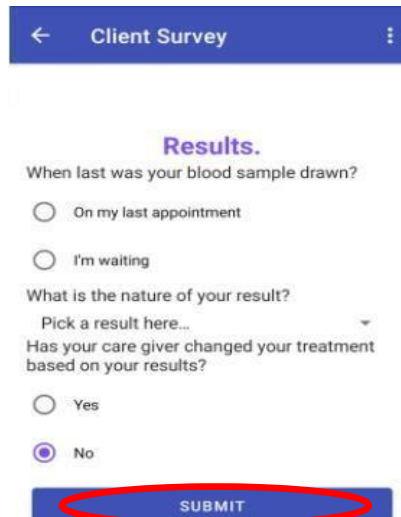 Client Survey
Results.
When last was your blood sample drawn?
On my last appointment
I'm waiting
What is the nature of your result?
Pick a result here...
Has your care giver changed your treatment
based on your results?
Yes
No
SUBMIT